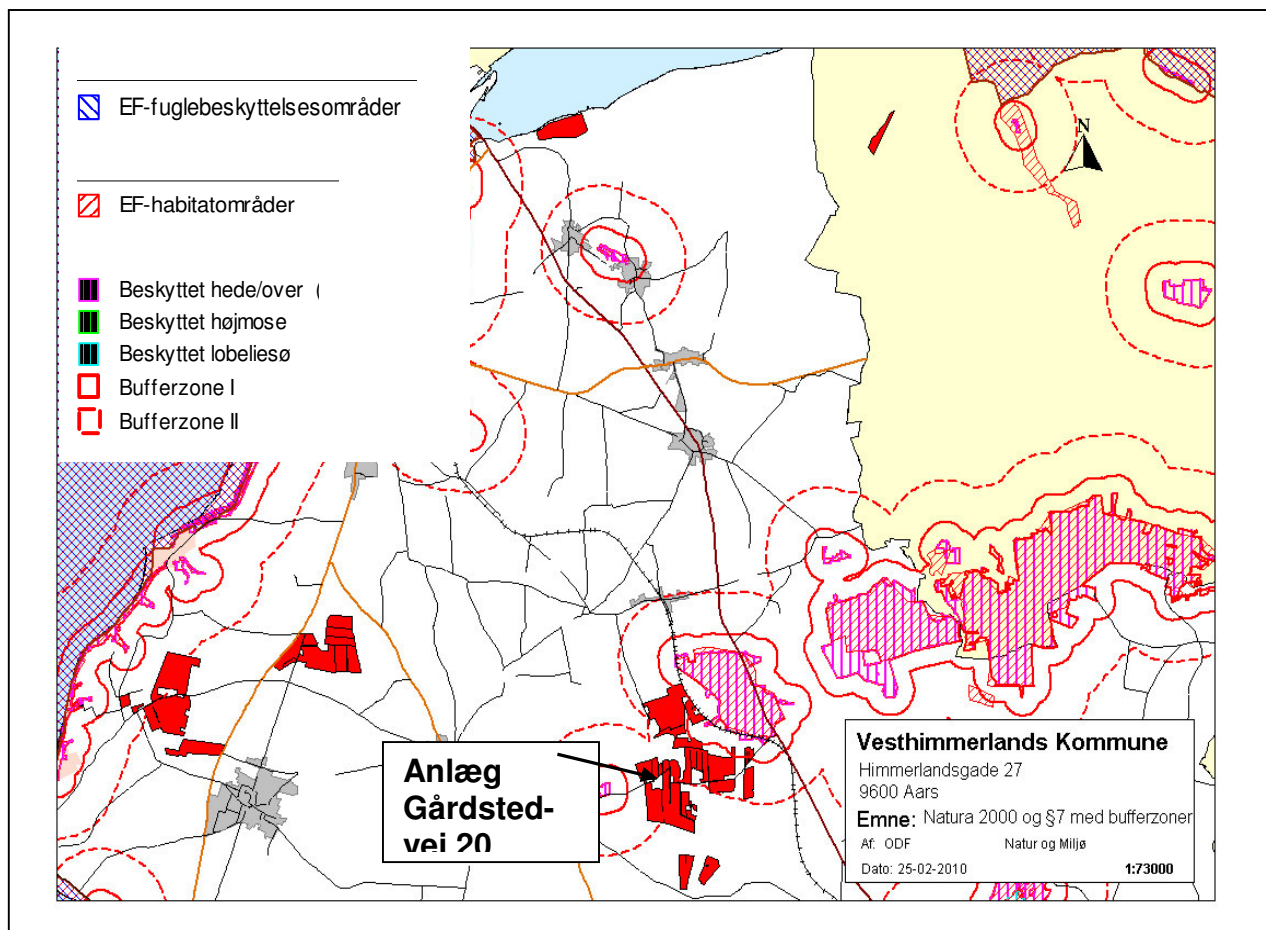 EF-fuglebeskyttelsesområder
EF-habitatområder
Beskyttet hede/over (
Beskyttet højmose
Beskyttet lobeliesø
Bufferzone I
Bufferzone II
N
Anlæg
Gårdsted-
vej 20
Vesthimmerlands Kommune
Himmerlandsgade 27
9600 Aars
Emne: Natura 2000 og §7 med bufferzoner
Af: ODF Natur og Miljø
Dato: 25-02-2010 1:73000